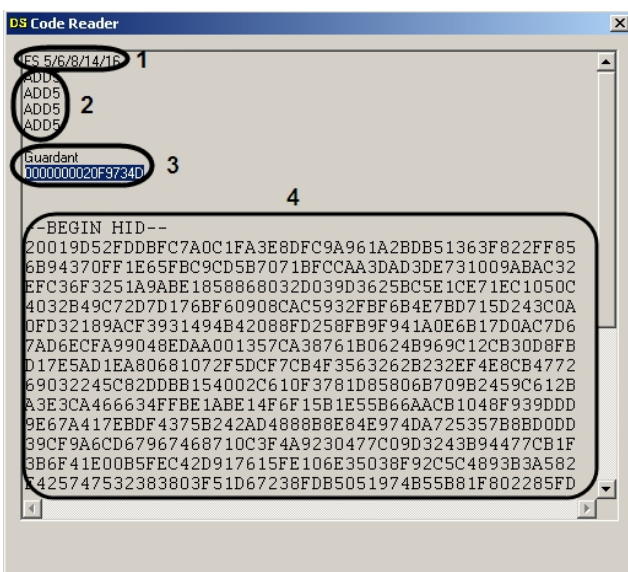 DS Code Reader
ES 5/6/8/14/16 1
ADD5
ADD5
ADD5 2
ADD5
Guardant
0000000020F9734D 3
4
--BEGIN HID--
20019D52FDDBFC7A0C1FA3E8DFC9A961A2BDB51363F822FF85
6B94370FF1E65FBC9CD5B7071BFCCAA3DAD3DE731009ABAC32
EFC36F3251A9ABE1858868032D039D3625BC5E1CE71EC1050C
4032B49C72D7D176BF60908CAC5932FBF6B4E7BD715D243C0A
0FD32189ACF3931494B42088FD258FB9F941A0E6B17D0AC7D6
7AD6ECFA99048EDAA001357CA38761B0624B969C12CB30D8FB
D17E5AD1EA80681072F5DCF7CB4F3563262B232EF4E8CB4772
69032245C82DDBB154002C610F3781D85806B709B2459C612B
A3E3CA466634FFBE1ABE14F6F15B1E55B66AACB1048F939DDD
9E67A417EBDF4375B242AD4888B8E84E974DA725357B8BD0DD
39CF9A6CD67967468710C3F4A9230477C09D3243B94477CB1F
3B6F41E00B5FEC42D917615FE106E35038F92C5C4893B3A582
E425747532383803F51D67238FDB5051974B55B81F802285FD